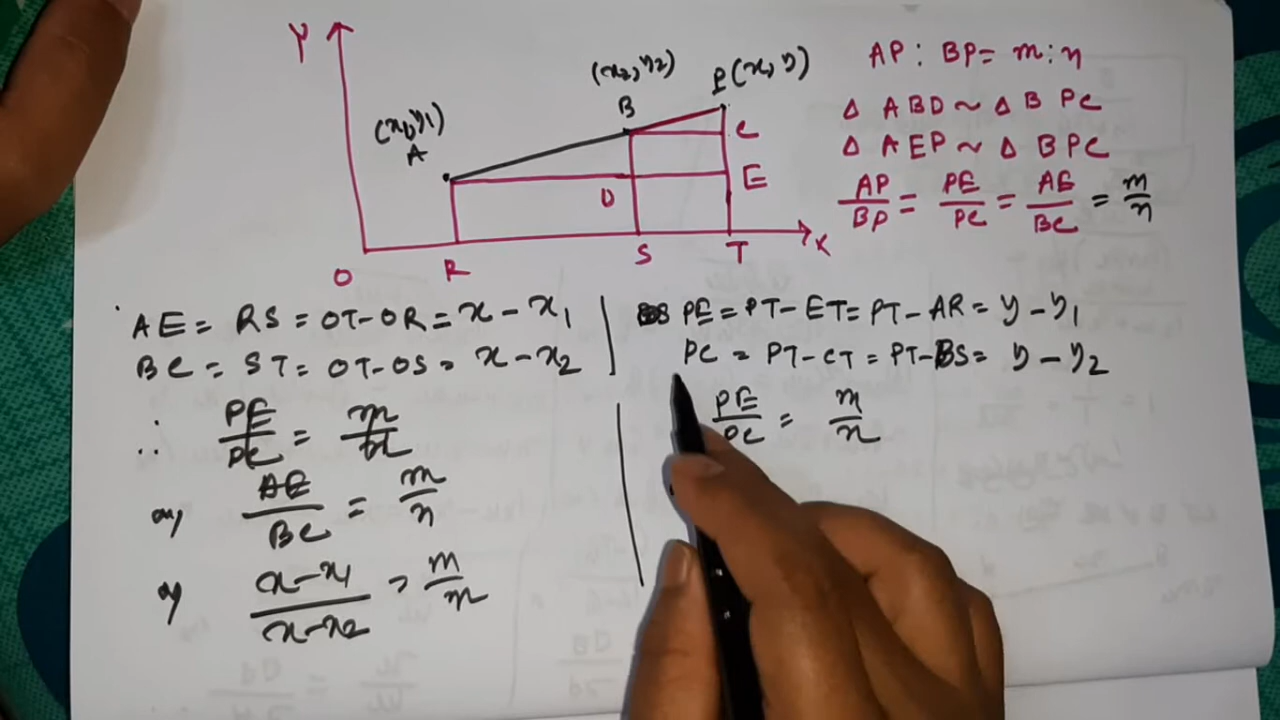 Y
(x₂, y₂)
P(x, y)
B
(x₁, y₁)
A
C
E
D
O
R
S
T
X
AP : BP = m : n
Δ ABD ~ Δ BPC
Δ AEP ~ Δ BPC
AP/BP = PE/PC = AE/BC = m/n
AE = RS = OT-OR = x - x₁
BC = ST = OT-OS = x - x₂
∴ PE/PC = m/n
or, AE/BC = m/n
or, x-x₁/x-x₂ = m/n
PE = PT - ET = PT - AR = y - y₁
PC = PT - CT = PT - BS = y - y₂
PE/PC = m/n